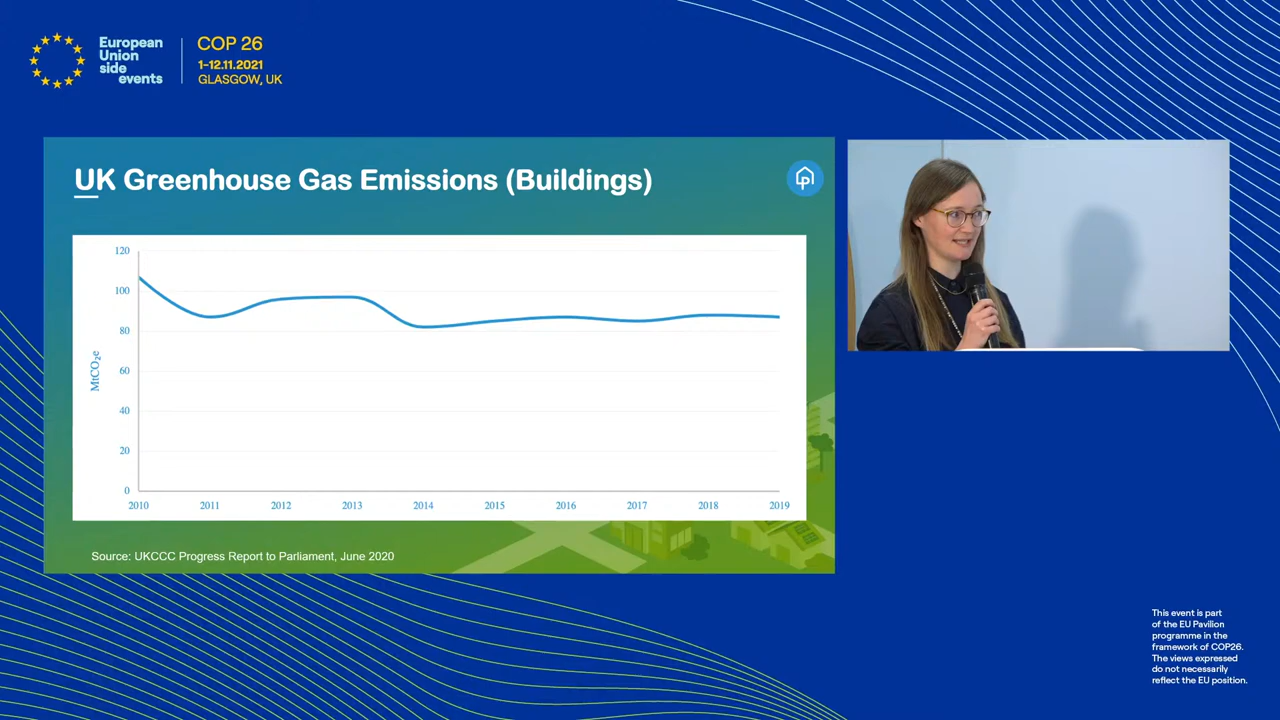 European
Union
side
events
COP 26
1-12.11.2021
GLASGOW, UK
UK Greenhouse Gas Emissions (Buildings)
120
100
80
60
40
20
0
MtCO₂e
2010 2011 2012 2013 2014 2015 2016 2017 2018 2019
Source: UKCCC Progress Report to Parliament, June 2020
This event is part
of the EU Pavilion
programme in the
framework of COP26.
The views expressed
do not necessarily
reflect the EU position.